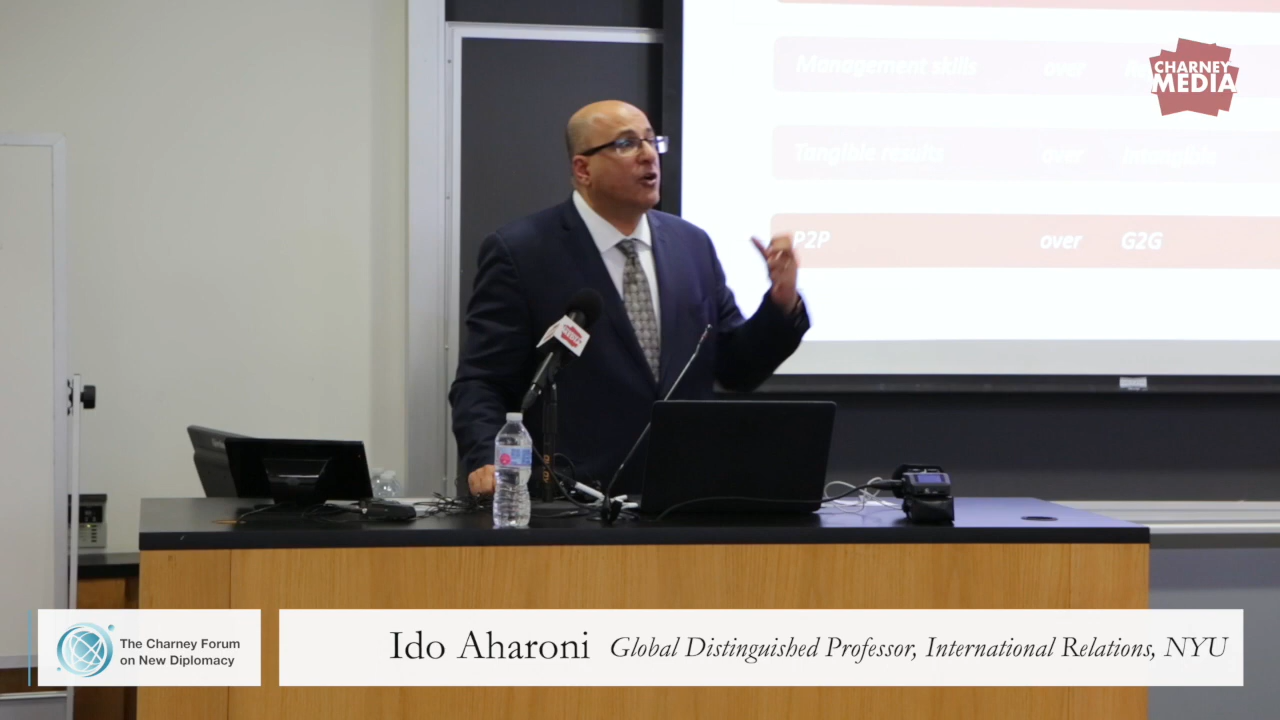 Management skills over
CHARNEY
MEDIA
Tangible results over
P2P over G2G
The Charney Forum
on New Diplomacy
Ido Aharoni Global Distinguished Professor, International Relations, NYU